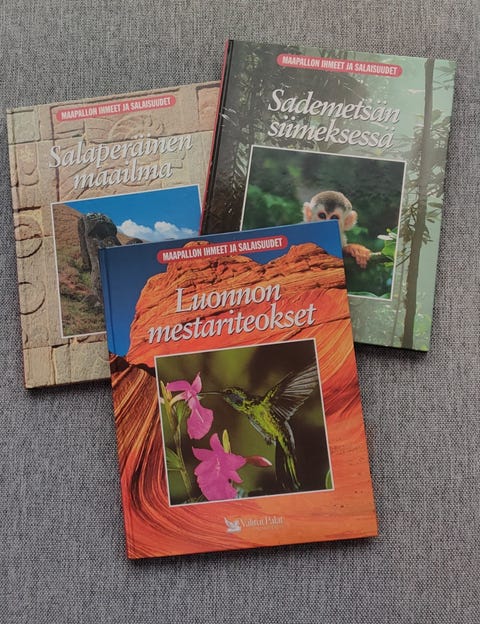 MAAPALLON IHMEET JA SALAISUUDET
Salaperäinen
maailma
MAAPALLON IHMEET JA SALAISUUDET
Sademetsän
siimeksessä
MAAPALLON IHMEET JA SALAISUUDET
Luonnon
mestariteokset
Valitut Palat